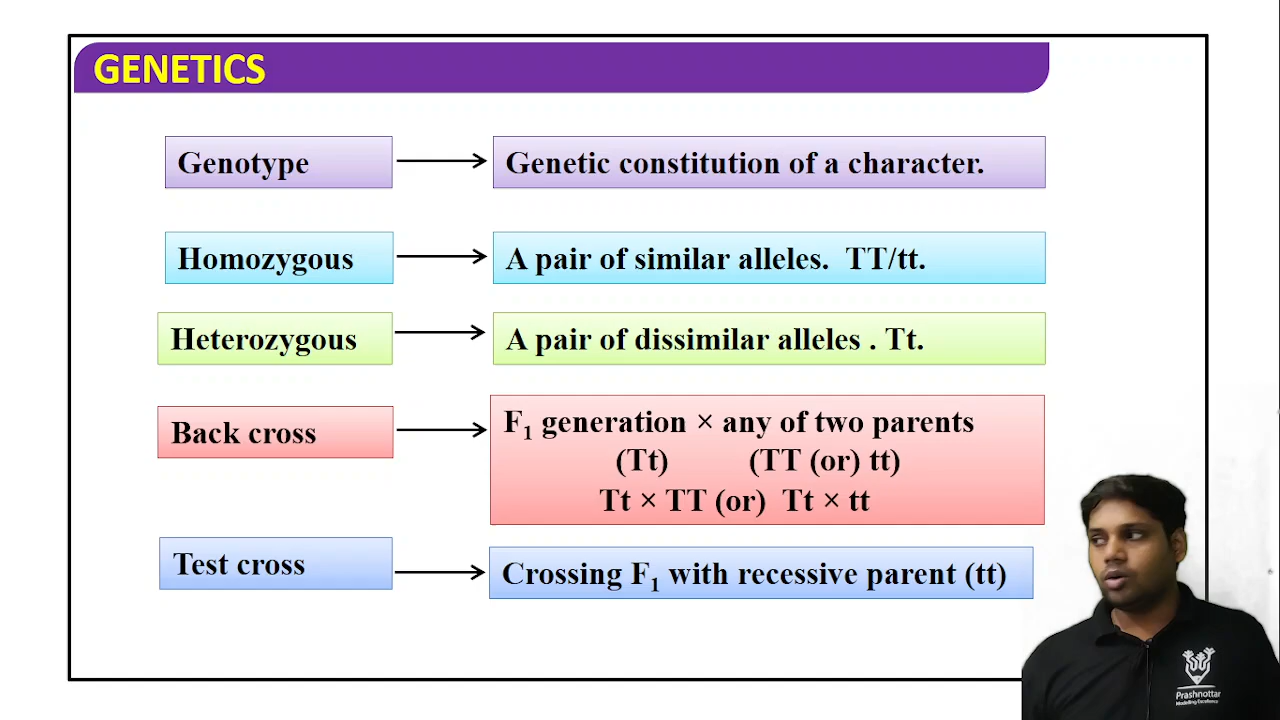 GENETICS
Genotype
Genetic constitution of a character.
Homozygous
A pair of similar alleles. TT/tt.
Heterozygous
A pair of dissimilar alleles . Tt.
Back cross
F₁ generation × any of two parents
(Tt) (TT (or) tt)
Tt × TT (or) Tt × tt
Test cross
Crossing F₁ with recessive parent (tt)
Prashnottar
Modelling Excellence